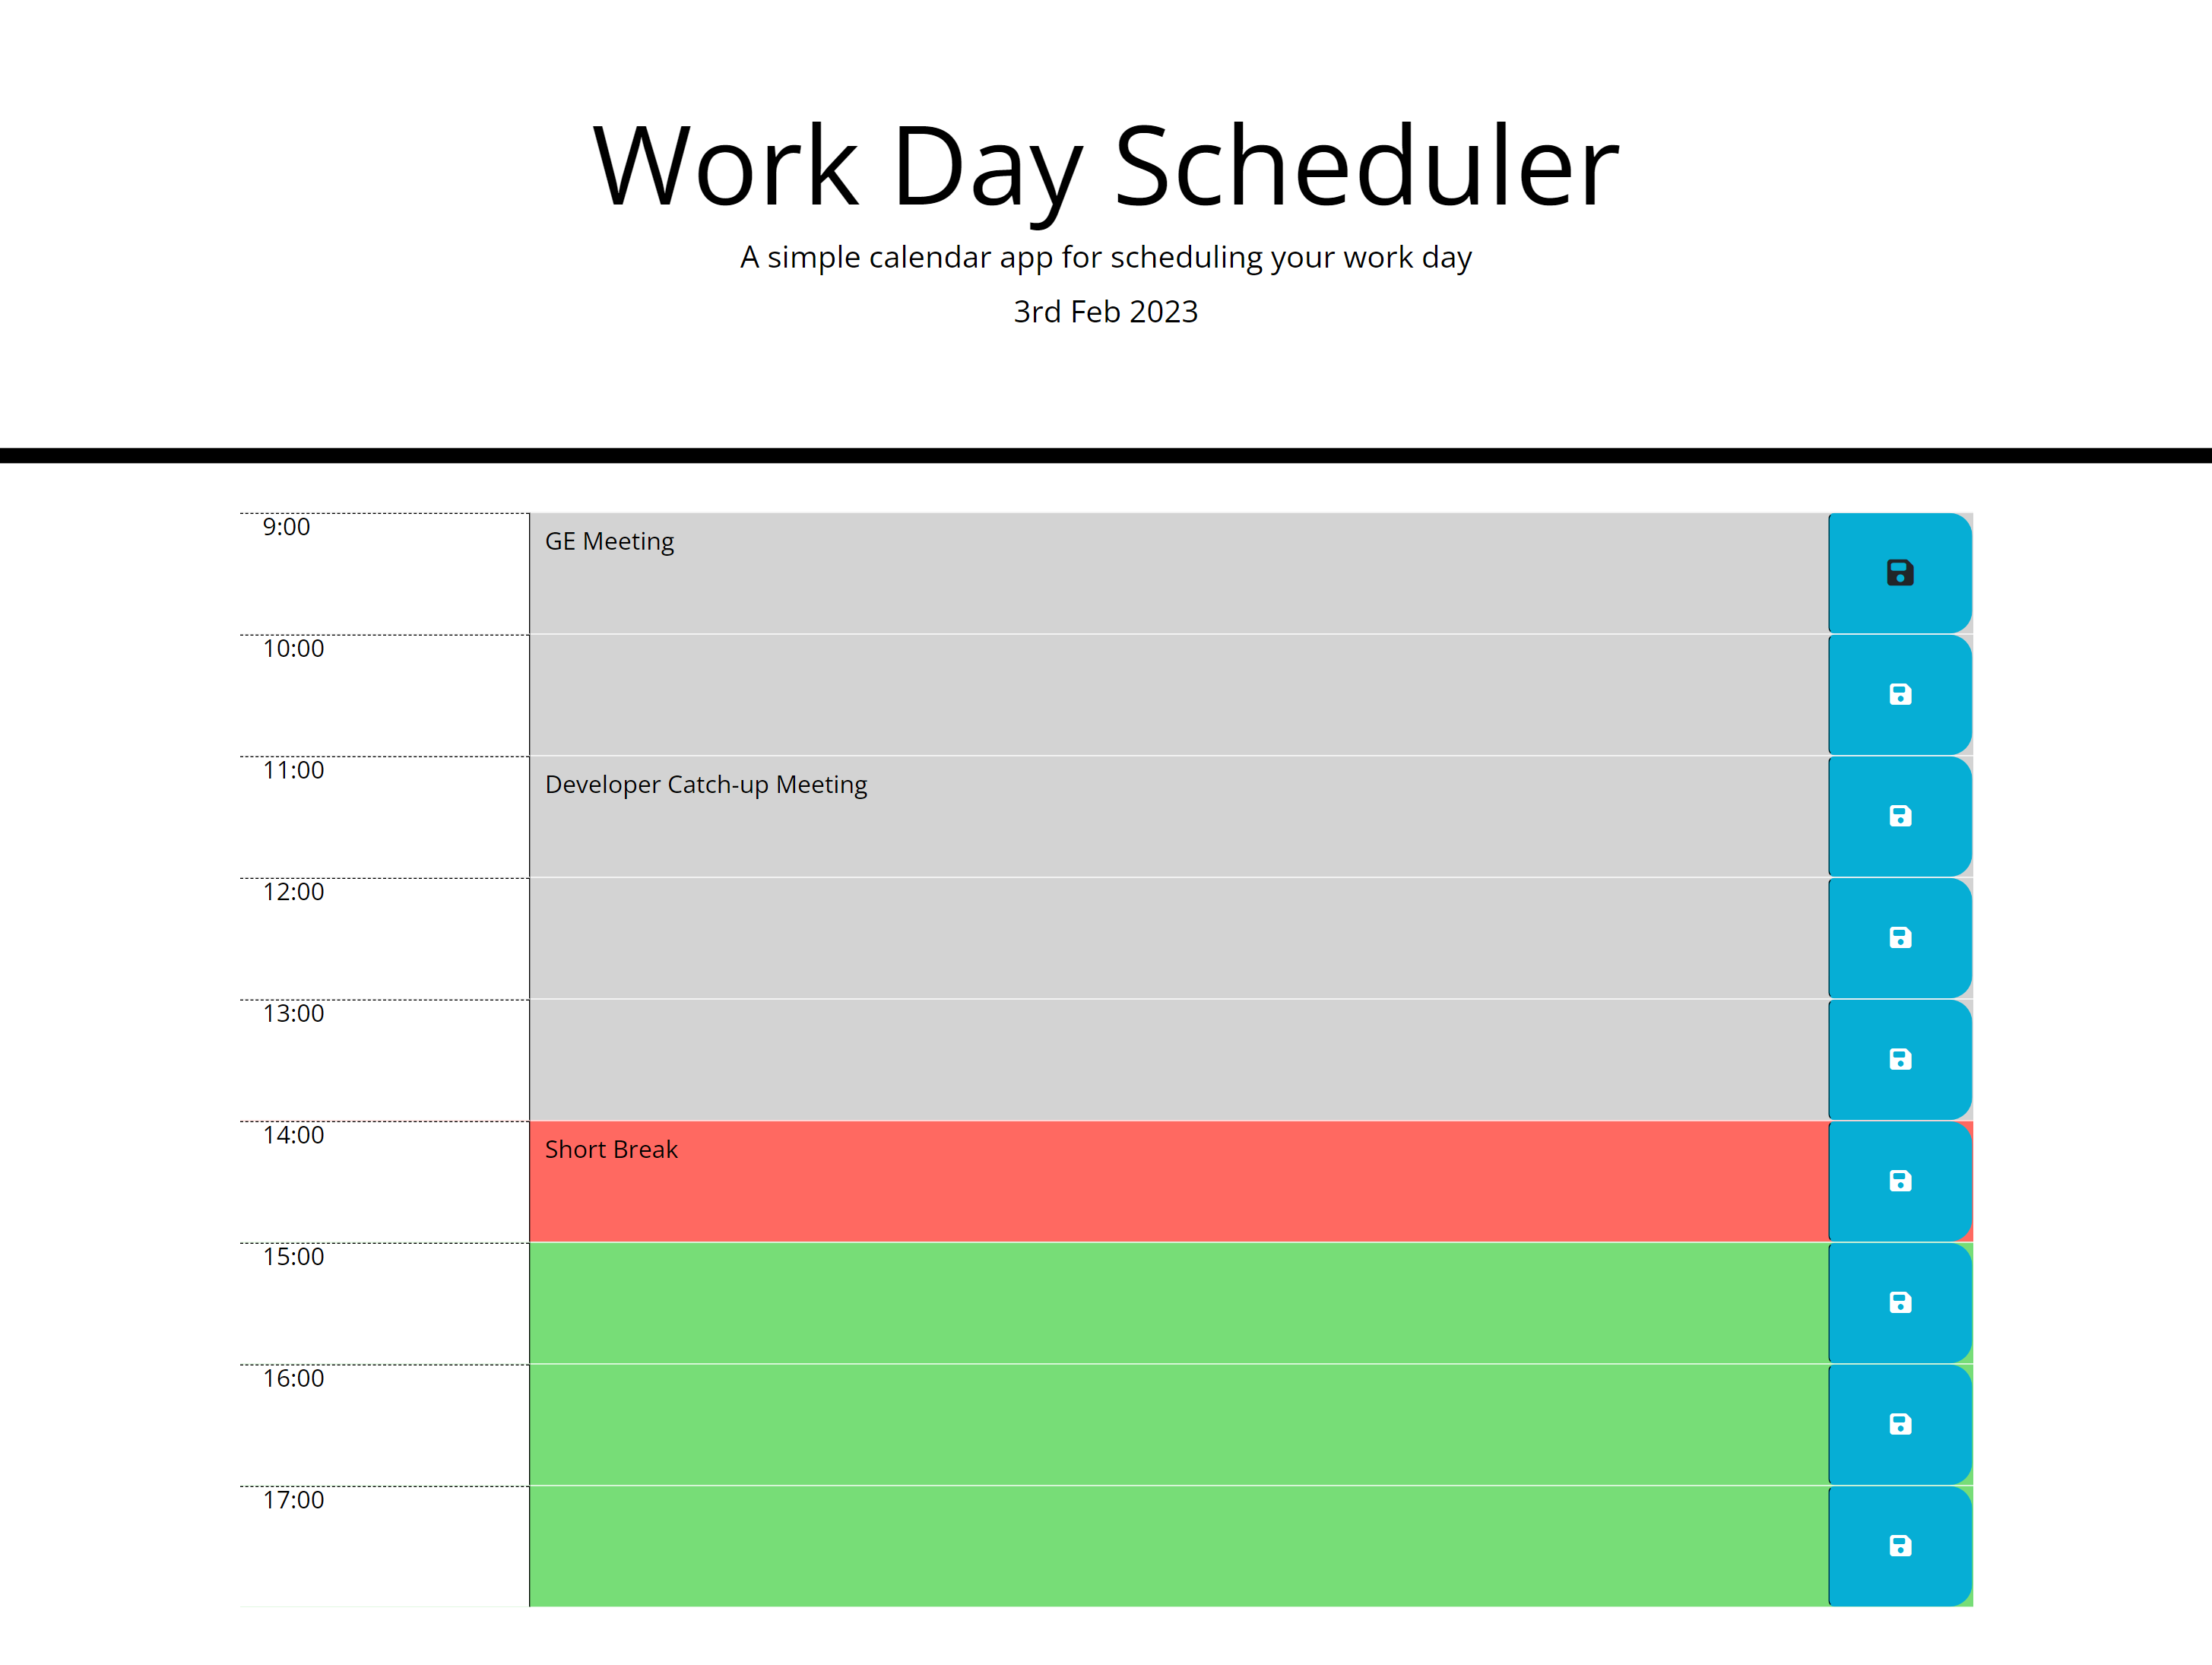 Work Day Scheduler
A simple calendar app for scheduling your work day
3rd Feb 2023
9:00
GE Meeting
10:00
11:00
Developer Catch-up Meeting
12:00
13:00
14:00
Short Break
15:00
16:00
17:00